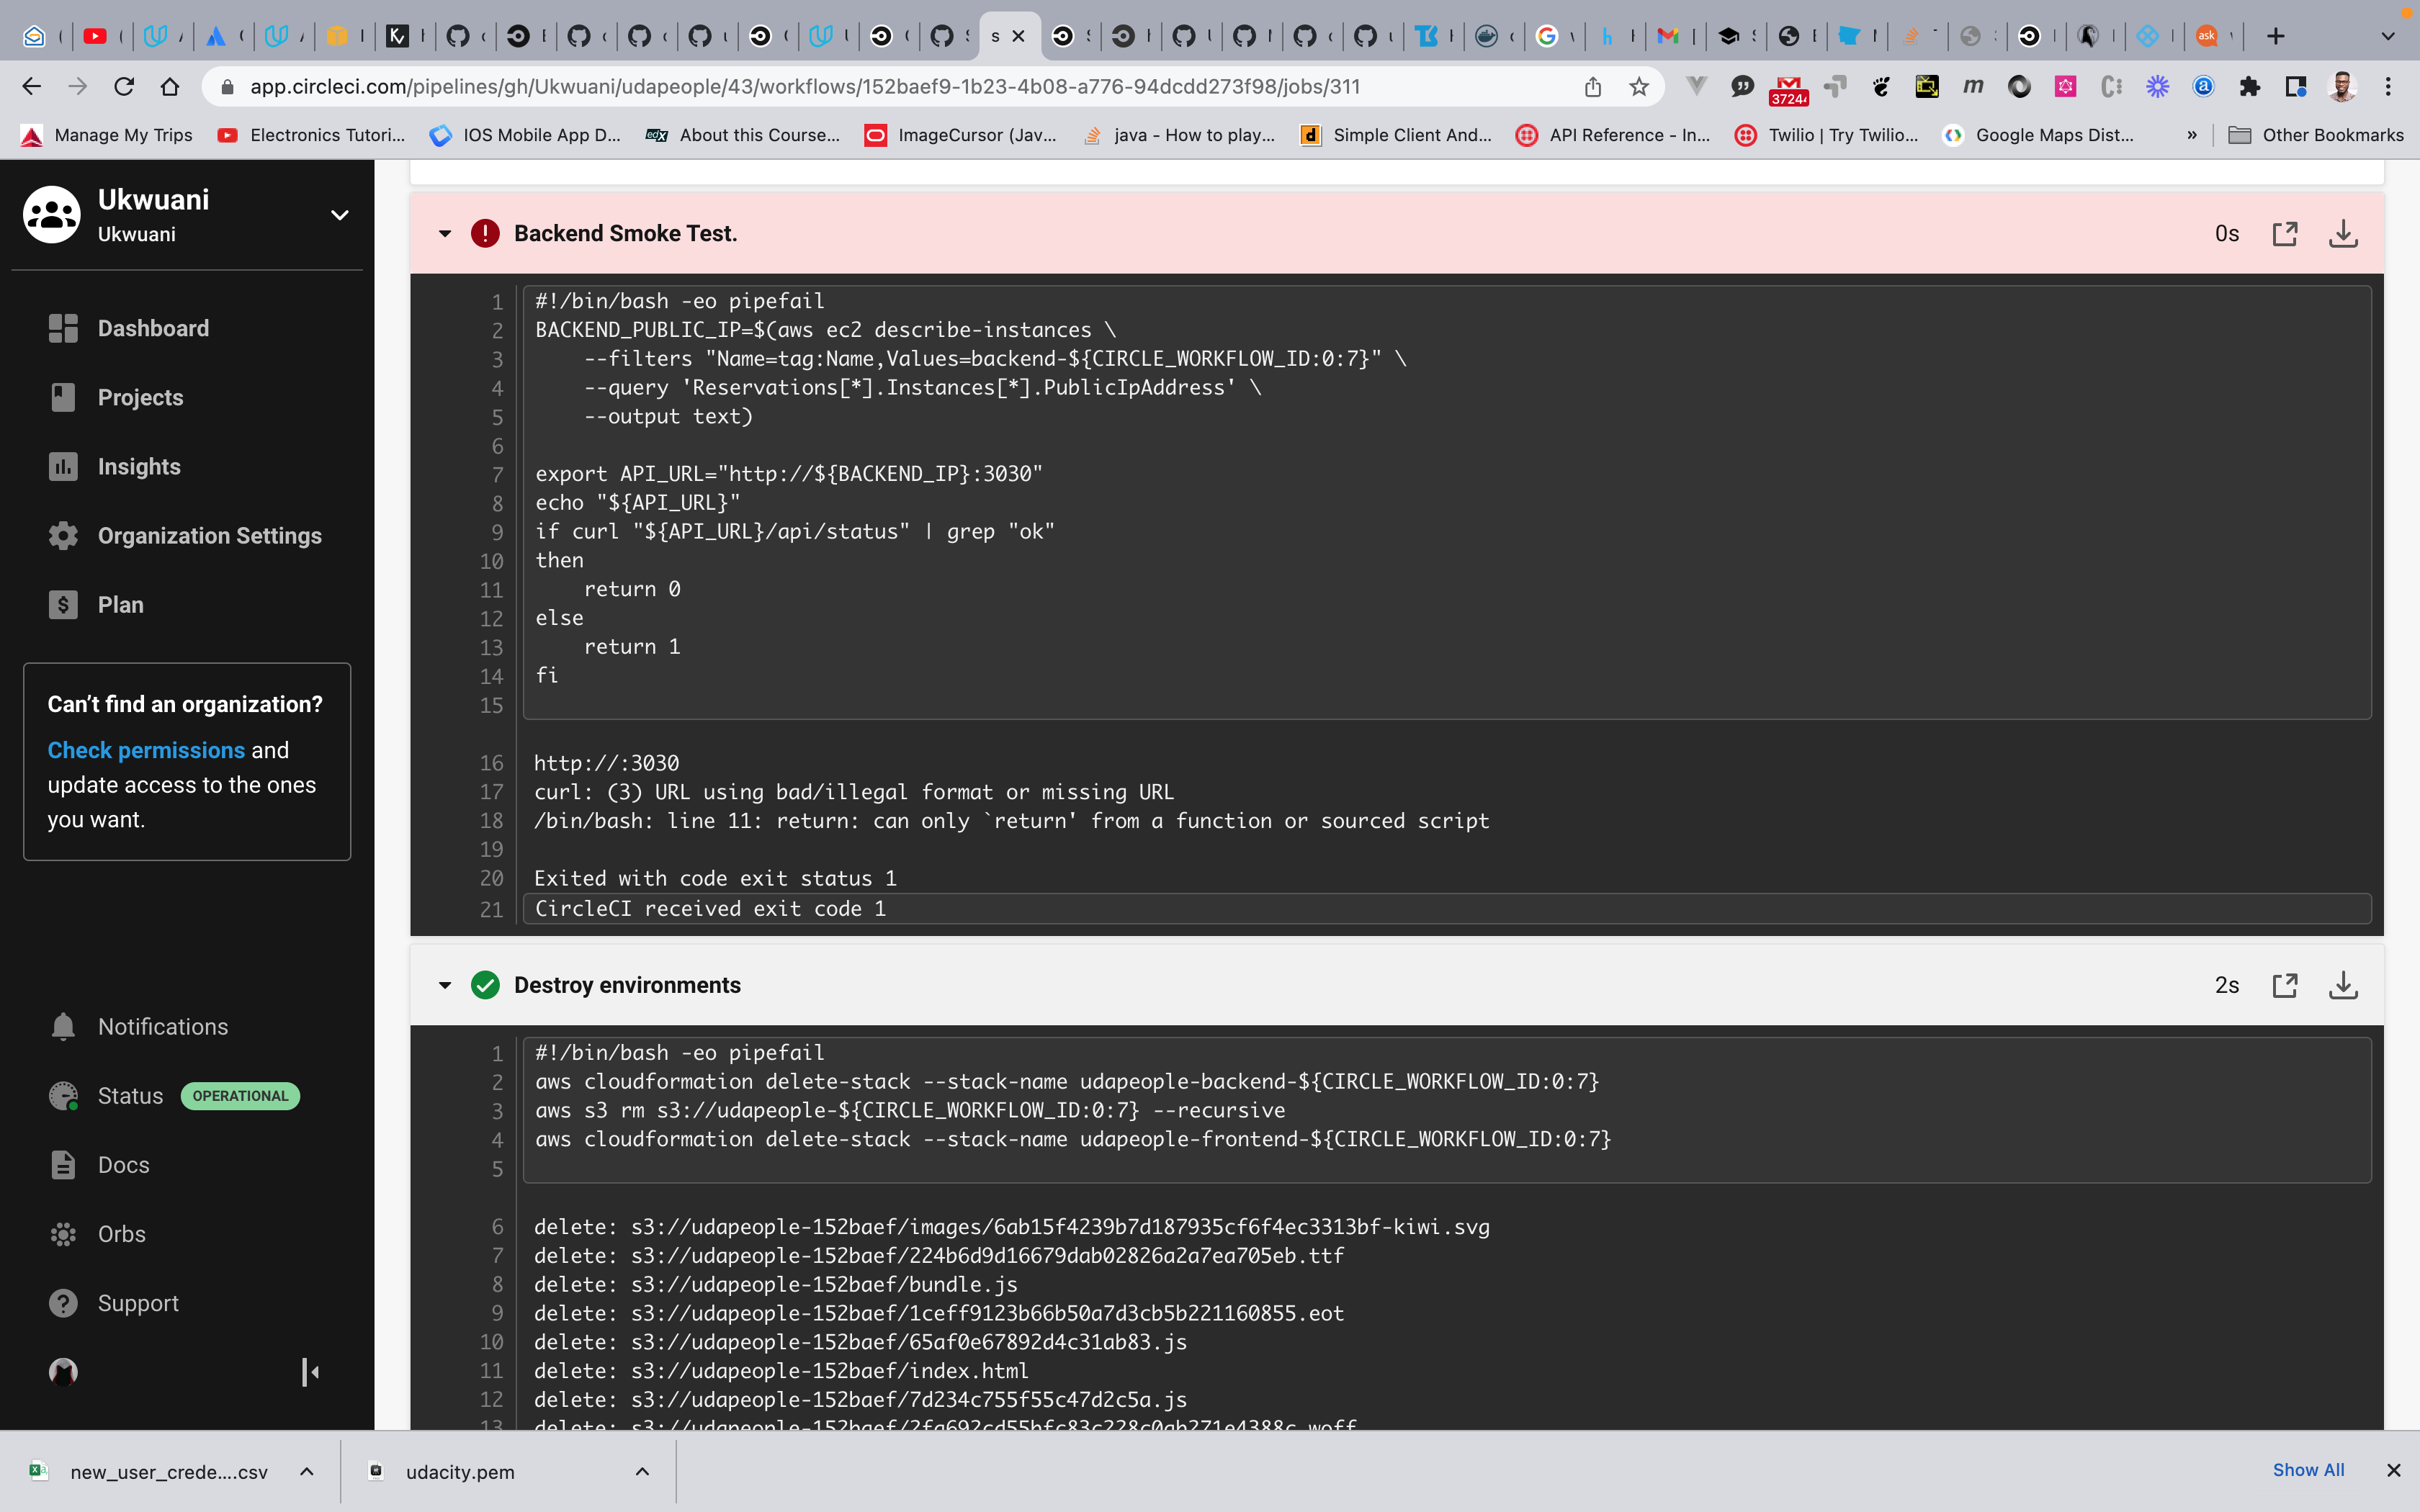 app.circleci.com/pipelines/gh/Ukwuani/udapeople/43/workflows/152baef9-1b23-4b08-a776-94dcdd273f98/jobs/311
37244
Manage My Trips
Electronics Tutori...
IOS Mobile App D...
About this Course...
ImageCursor (Jav...
java - How to play...
Simple Client And...
API Reference - In...
Twilio | Try Twilio...
Google Maps Dist...
»
Other Bookmarks
Ukwuani
Ukwuani
Dashboard
Projects
Insights
Organization Settings
Plan
Can't find an organization?
Check permissions and
update access to the ones
you want.
Notifications
Status OPERATIONAL
Docs
Orbs
Support
Backend Smoke Test.
0s
1 #!/bin/bash -eo pipefail
2 BACKEND_PUBLIC_IP=$(aws ec2 describe-instances \
3     --filters "Name=tag:Name,Values=backend-${CIRCLE_WORKFLOW_ID:0:7}" \
4     --query 'Reservations[*].Instances[*].PublicIpAddress' \
5     --output text)
6
7 export API_URL="http://${BACKEND_IP}:3030"
8 echo "${API_URL}"
9 if curl "${API_URL}/api/status" | grep "ok"
10 then
11     return 0
12 else
13     return 1
14 fi
15
16 http://:3030
17 curl: (3) URL using bad/illegal format or missing URL
18 /bin/bash: line 11: return: can only `return' from a function or sourced script
19
20 Exited with code exit status 1
21 CircleCI received exit code 1
Destroy environments
2s
1 #!/bin/bash -eo pipefail
2 aws cloudformation delete-stack --stack-name udapeople-backend-${CIRCLE_WORKFLOW_ID:0:7}
3 aws s3 rm s3://udapeople-${CIRCLE_WORKFLOW_ID:0:7} --recursive
4 aws cloudformation delete-stack --stack-name udapeople-frontend-${CIRCLE_WORKFLOW_ID:0:7}
5
6 delete: s3://udapeople-152baef/images/6ab15f4239b7d187935cf6f4ec3313bf-kiwi.svg
7 delete: s3://udapeople-152baef/224b6d9d16679dab02826a2a7ea705eb.ttf
8 delete: s3://udapeople-152baef/bundle.js
9 delete: s3://udapeople-152baef/1ceff9123b66b50a7d3cb5b221160855.eot
10 delete: s3://udapeople-152baef/65af0e67892d4c31ab83.js
11 delete: s3://udapeople-152baef/index.html
12 delete: s3://udapeople-152baef/7d234c755f55c47d2c5a.js
13 delete:
new_user_crede....csv
udacity.pem
Show All